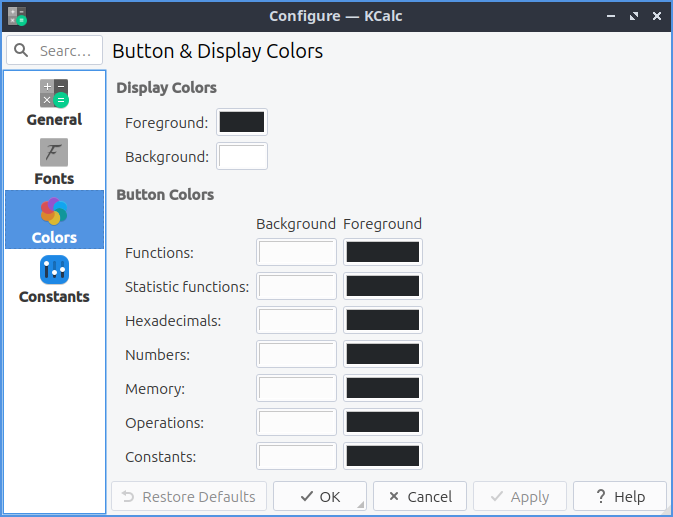 Configure — KCalc
Searc...
Button & Display Colors
General
Fonts
Colors
Constants
Display Colors
Foreground:
Background:
Button Colors
Background Foreground
Functions:
Statistic functions:
Hexadecimals:
Numbers:
Memory:
Operations:
Constants:
Restore Defaults OK Cancel Apply Help